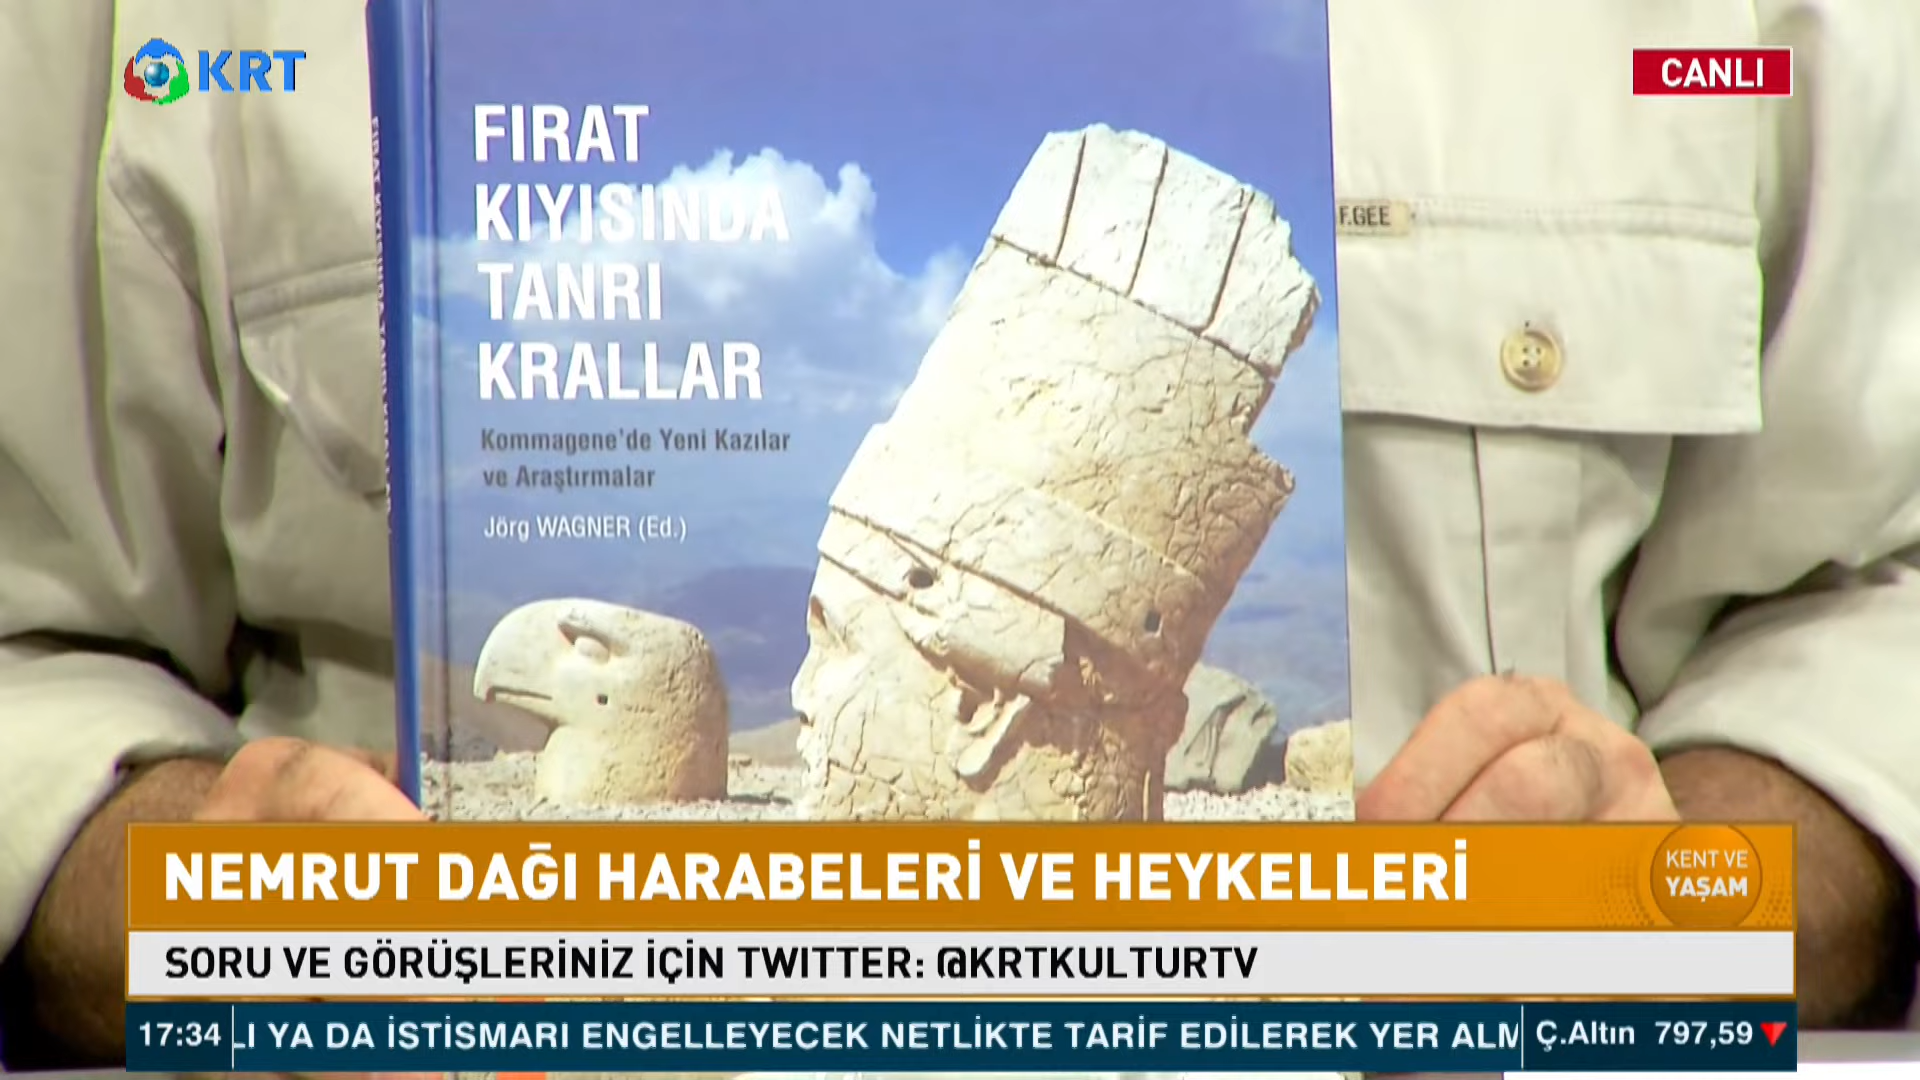 KRT
CANLI
FIRAT
KIYISINDA
TANRI
KRALLAR
Kommagene'de Yeni Kazılar
ve Araştırmalar
Jörg WAGNER (Ed.)
F.GEE
NEMRUT DAĞI HARABELERİ VE HEYKELLERİ
KENT VE
YAŞAM
SORU VE GÖRÜŞLERİNİZ İÇİN TWITTER: @KRTKULTURTV
17:34 LI YA DA İSTİSMARI ENGELLEYECEK NETLİKTE TARİF EDİLEREK YER ALM Ç.Altın 797,59